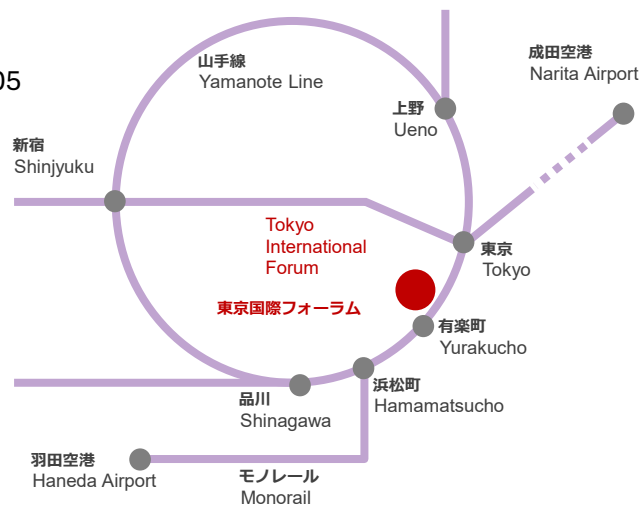 山手線
Yamanote Line
成田空港
Narita Airport
05
上野
Ueno
新宿
Shinjyuku
Tokyo
International
Forum
東京
Tokyo
東京国際フォーラム
有楽町
Yurakucho
浜松町
Hamamatsucho
品川
Shinagawa
羽田空港
Haneda Airport
モノレール
Monorail